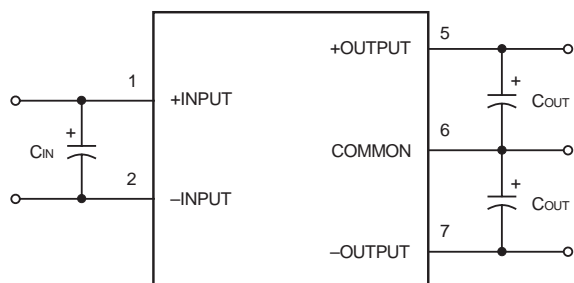 5
+OUTPUT
1
+
+INPUT
COUT
+
6
CIN
COMMON
2
+
–INPUT
COUT
7
–OUTPUT